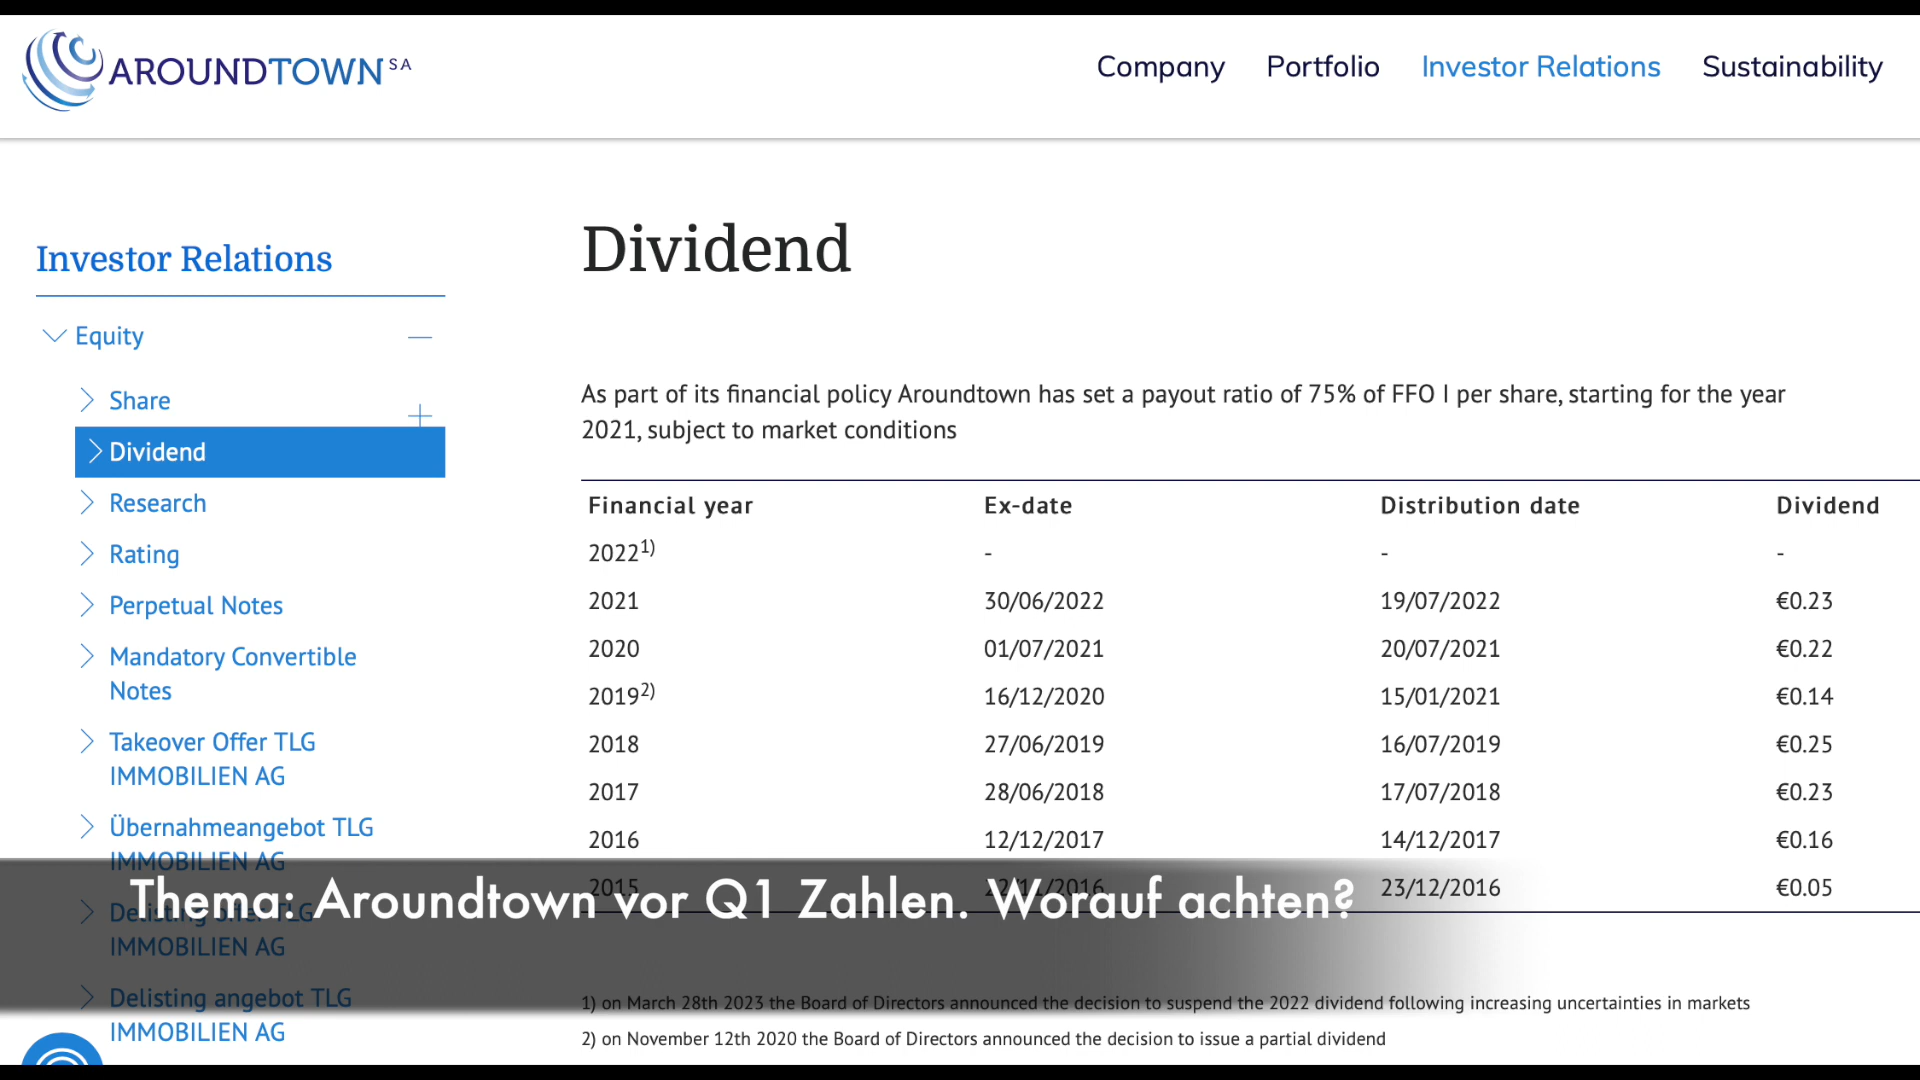 AROUNDTOWN SA
Company Portfolio Investor Relations Sustainability
Investor Relations
Equity
Share
Dividend
Research
Rating
Perpetual Notes
Mandatory Convertible
Notes
Takeover Offer TLG
IMMOBILIEN AG
Übernahmeangebot TLG
IMMOBILIEN AG
Delisting offer TLG
IMMOBILIEN AG
Delisting angebot TLG
IMMOBILIEN AG
Dividend
As part of its financial policy Aroundtown has set a payout ratio of 75% of FFO I per share, starting for the year
2021, subject to market conditions
Financial year Ex-date Distribution date Dividend
2022 1) - - -
2021 30/06/2022 19/07/2022 €0.23
2020 01/07/2021 20/07/2021 €0.22
2019 2) 16/12/2020 15/01/2021 €0.14
2018 27/06/2019 16/07/2019 €0.25
2017 28/06/2018 17/07/2018 €0.23
2016 12/12/2017 14/12/2017 €0.16
2015 22/11/2016 23/12/2016 €0.05
Thema: Aroundtown vor Q1 Zahlen. Worauf achten?
1) on March 28th 2023 the Board of Directors announced the decision to suspend the 2022 dividend following increasing uncertainties in markets
2) on November 12th 2020 the Board of Directors announced the decision to issue a partial dividend